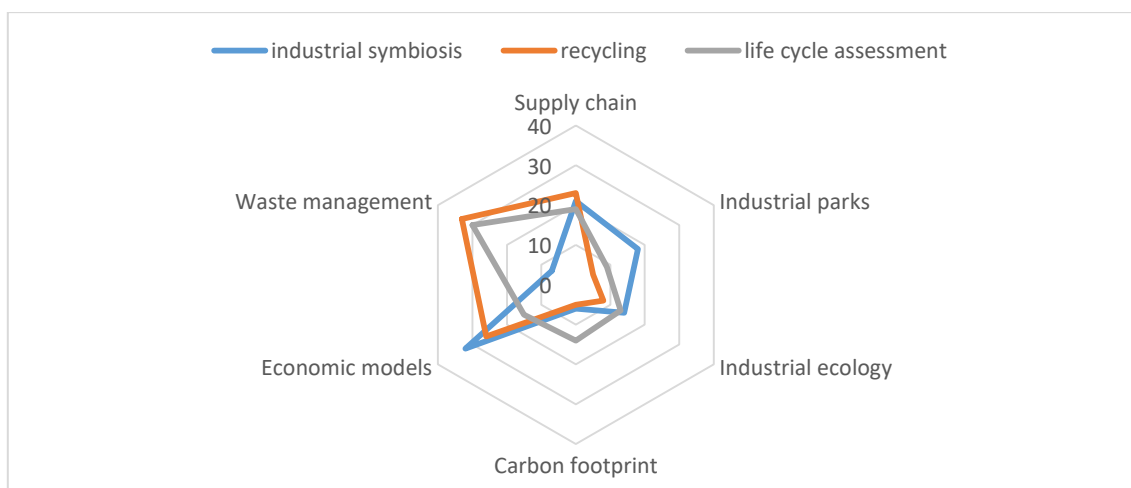 industrial symbiosis recycling life cycle assessment
Supply chain
40
30
Waste management 20 Industrial parks
10
0
Economic models Industrial ecology
Carbon footprint